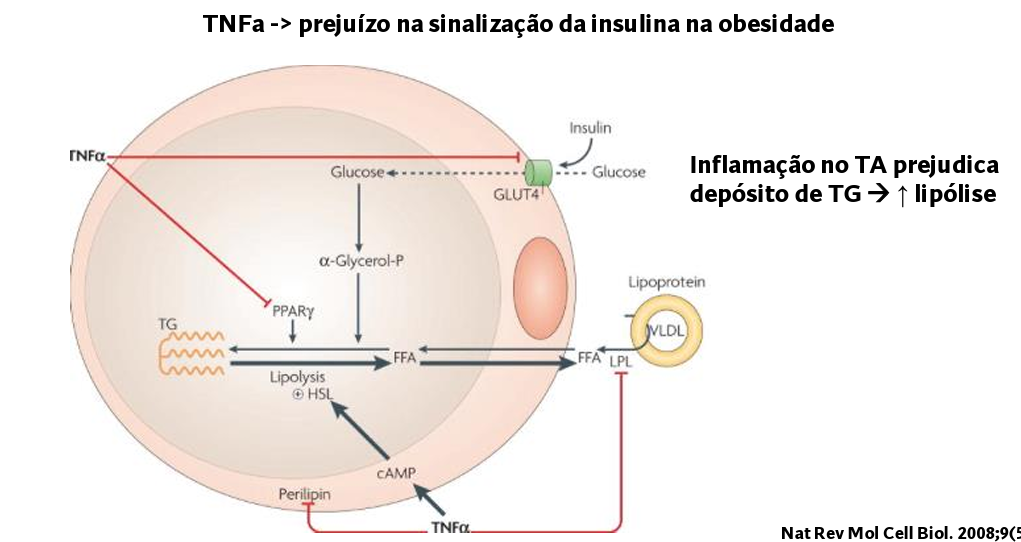 TNFa -> prejuízo na sinalização da insulina na obesidade
Insulin
TNFα
Glucose
Glucose
GLUT4
Inflamação no TA prejudica
depósito de TG → ↑ lipólise
α-Glycerol-P
Lipoprotein
PPARγ
TG
VLDL
FFA
FFA
LPL
Lipolysis
⊕ HSL
cAMP
Perilipin
TNFα
Nat Rev Mol Cell Biol. 2008;9(5